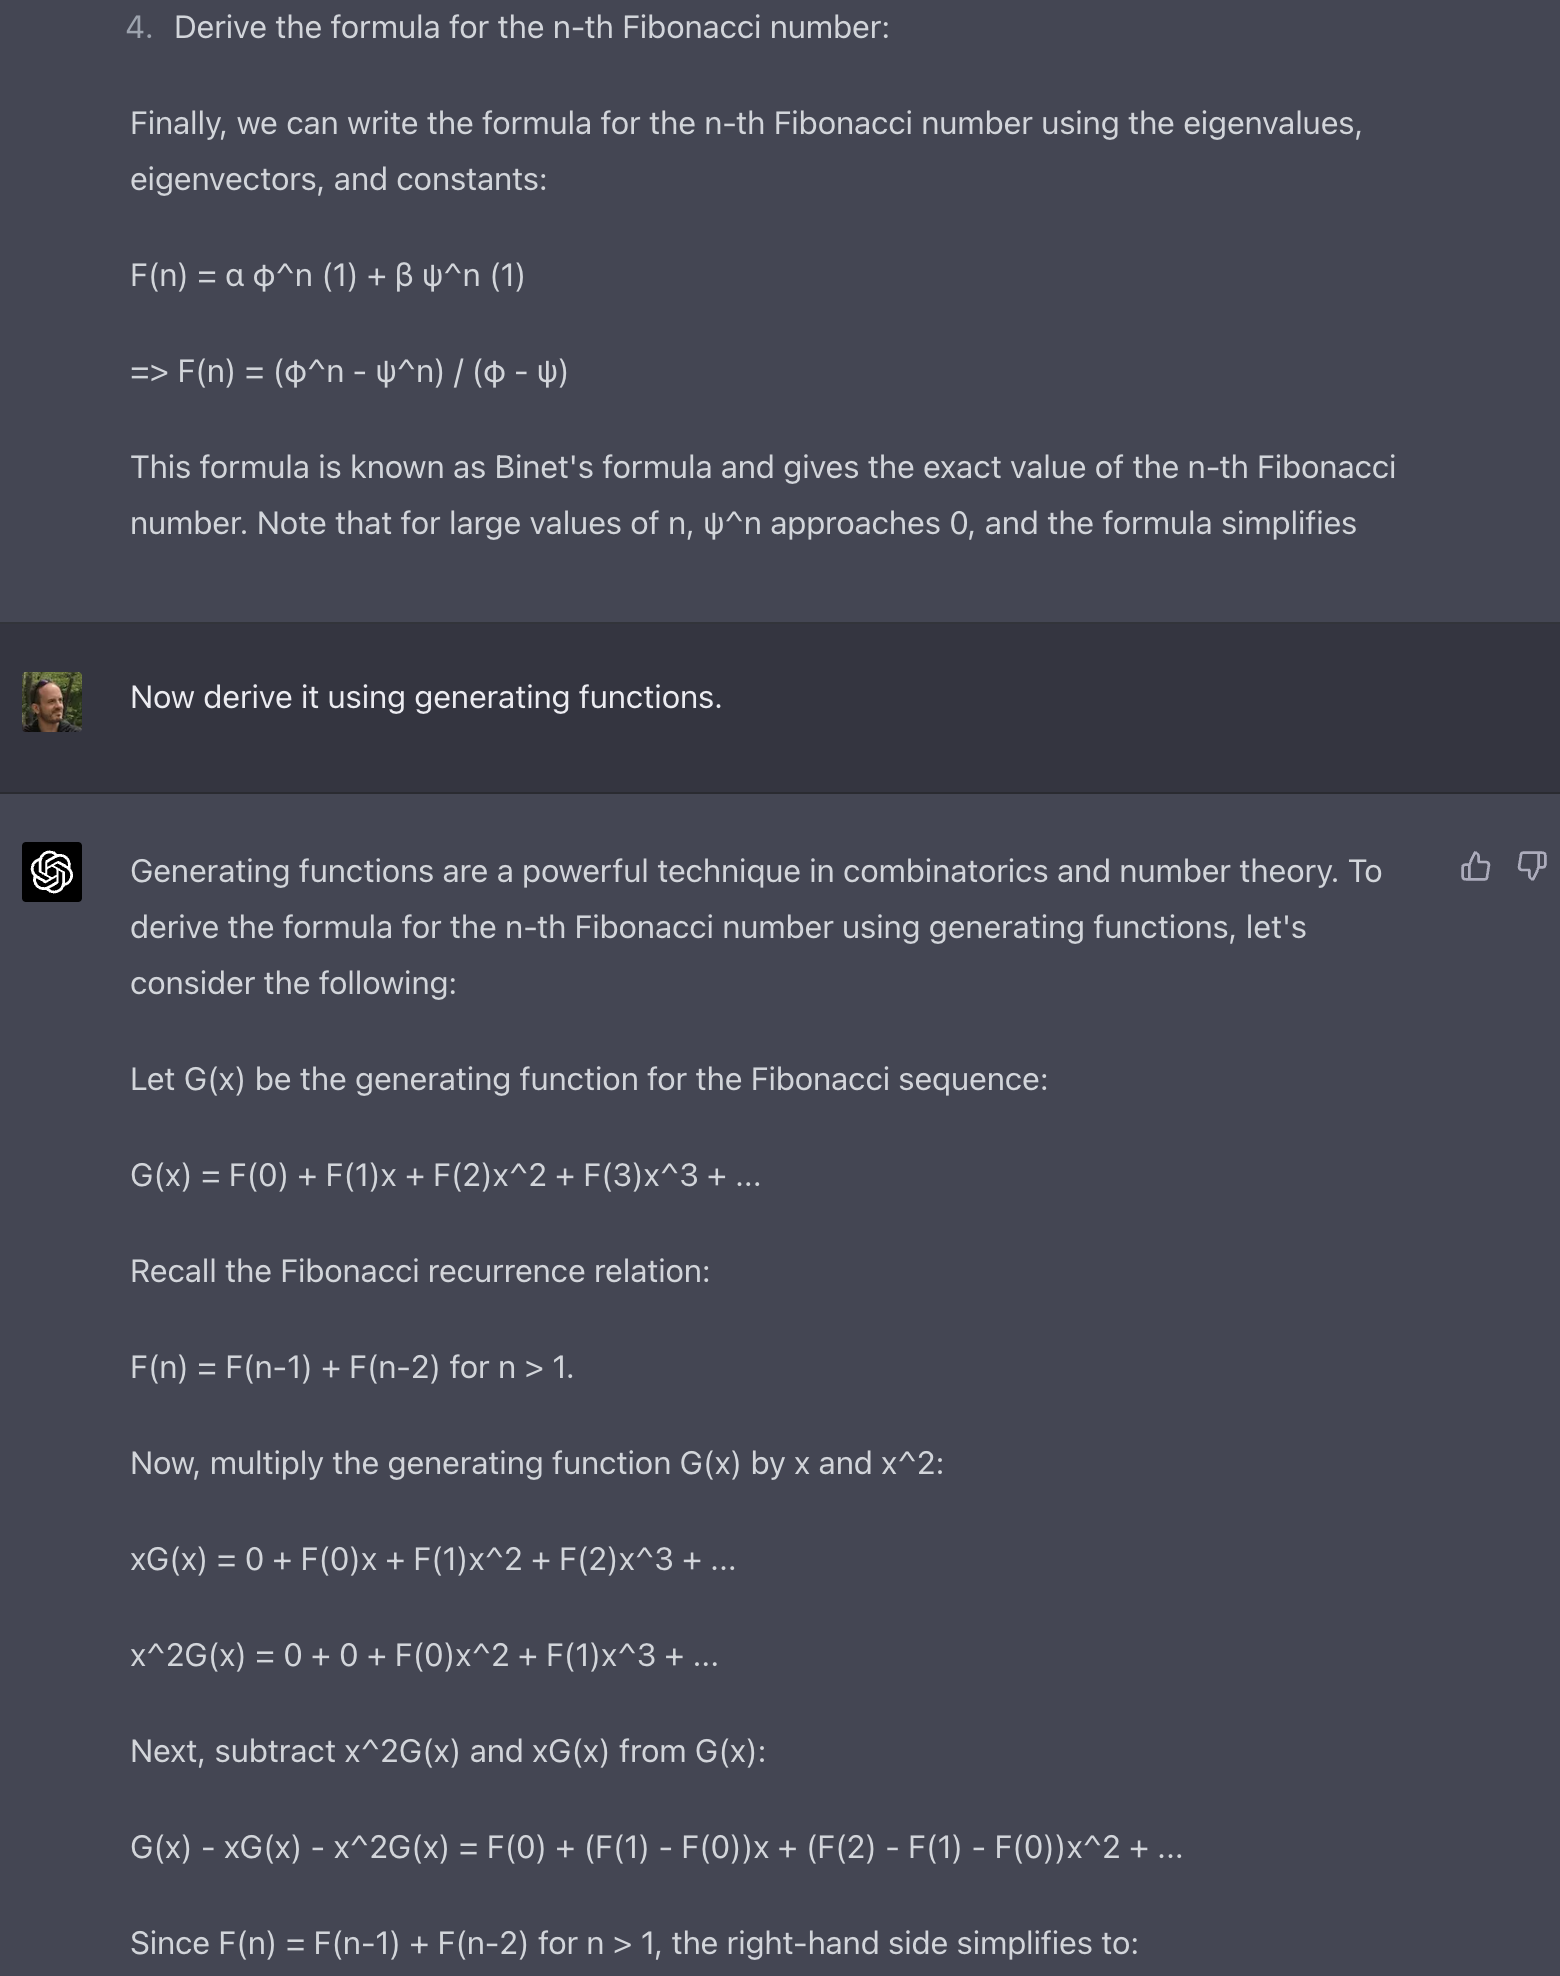 4. Derive the formula for the n-th Fibonacci number:
Finally, we can write the formula for the n-th Fibonacci number using the eigenvalues,
eigenvectors, and constants:
F(n) = α φ^n (1) + β ψ^n (1)
=> F(n) = (φ^n - ψ^n) / (φ - ψ)
This formula is known as Binet's formula and gives the exact value of the n-th Fibonacci
number. Note that for large values of n, ψ^n approaches 0, and the formula simplifies
Now derive it using generating functions.
Generating functions are a powerful technique in combinatorics and number theory. To
derive the formula for the n-th Fibonacci number using generating functions, let's
consider the following:
Let G(x) be the generating function for the Fibonacci sequence:
G(x) = F(0) + F(1)x + F(2)x^2 + F(3)x^3 + ...
Recall the Fibonacci recurrence relation:
F(n) = F(n-1) + F(n-2) for n > 1.
Now, multiply the generating function G(x) by x and x^2:
xG(x) = 0 + F(0)x + F(1)x^2 + F(2)x^3 + ...
x^2G(x) = 0 + 0 + F(0)x^2 + F(1)x^3 + ...
Next, subtract x^2G(x) and xG(x) from G(x):
G(x) - xG(x) - x^2G(x) = F(0) + (F(1) - F(0))x + (F(2) - F(1) - F(0))x^2 + ...
Since F(n) = F(n-1) + F(n-2) for n > 1, the right-hand side simplifies to: